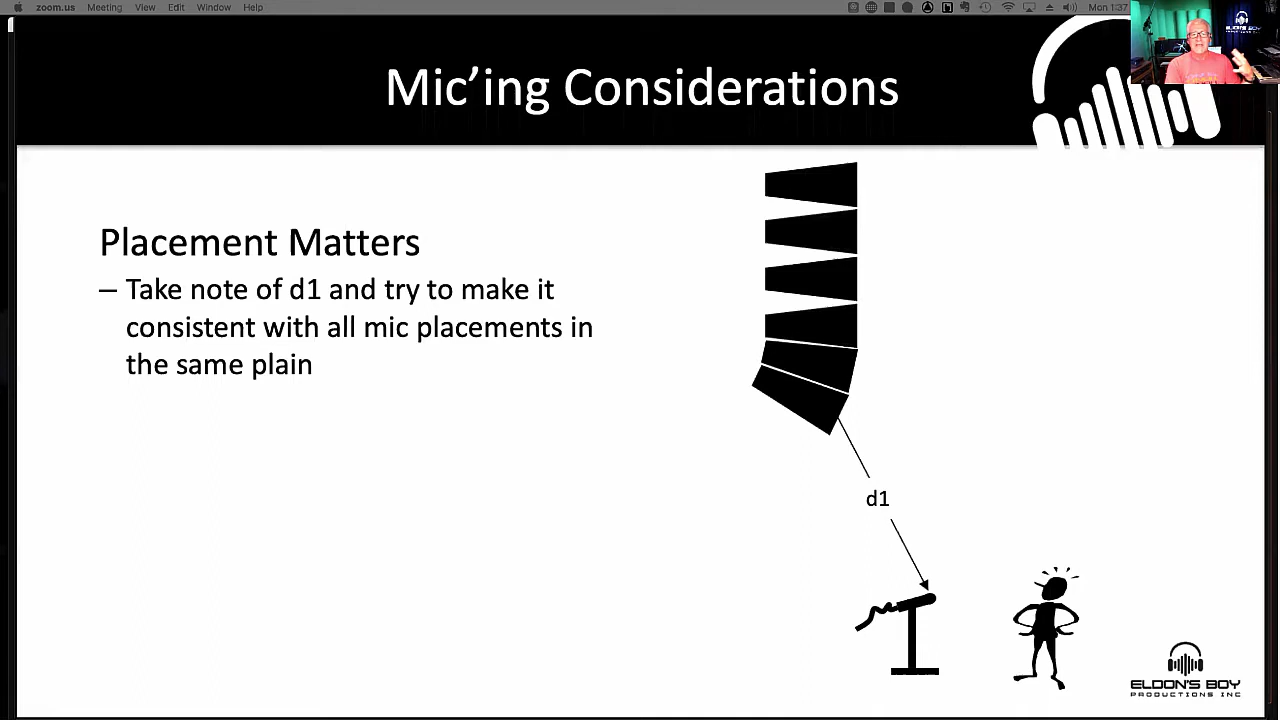 zoom.us Meeting View Edit Window Help
Mon 1:37
Mic’ing Considerations
Placement Matters
– Take note of d1 and try to make it
consistent with all mic placements in
the same plain
d1
ELDON'S BOY
PRODUCTIONS INC